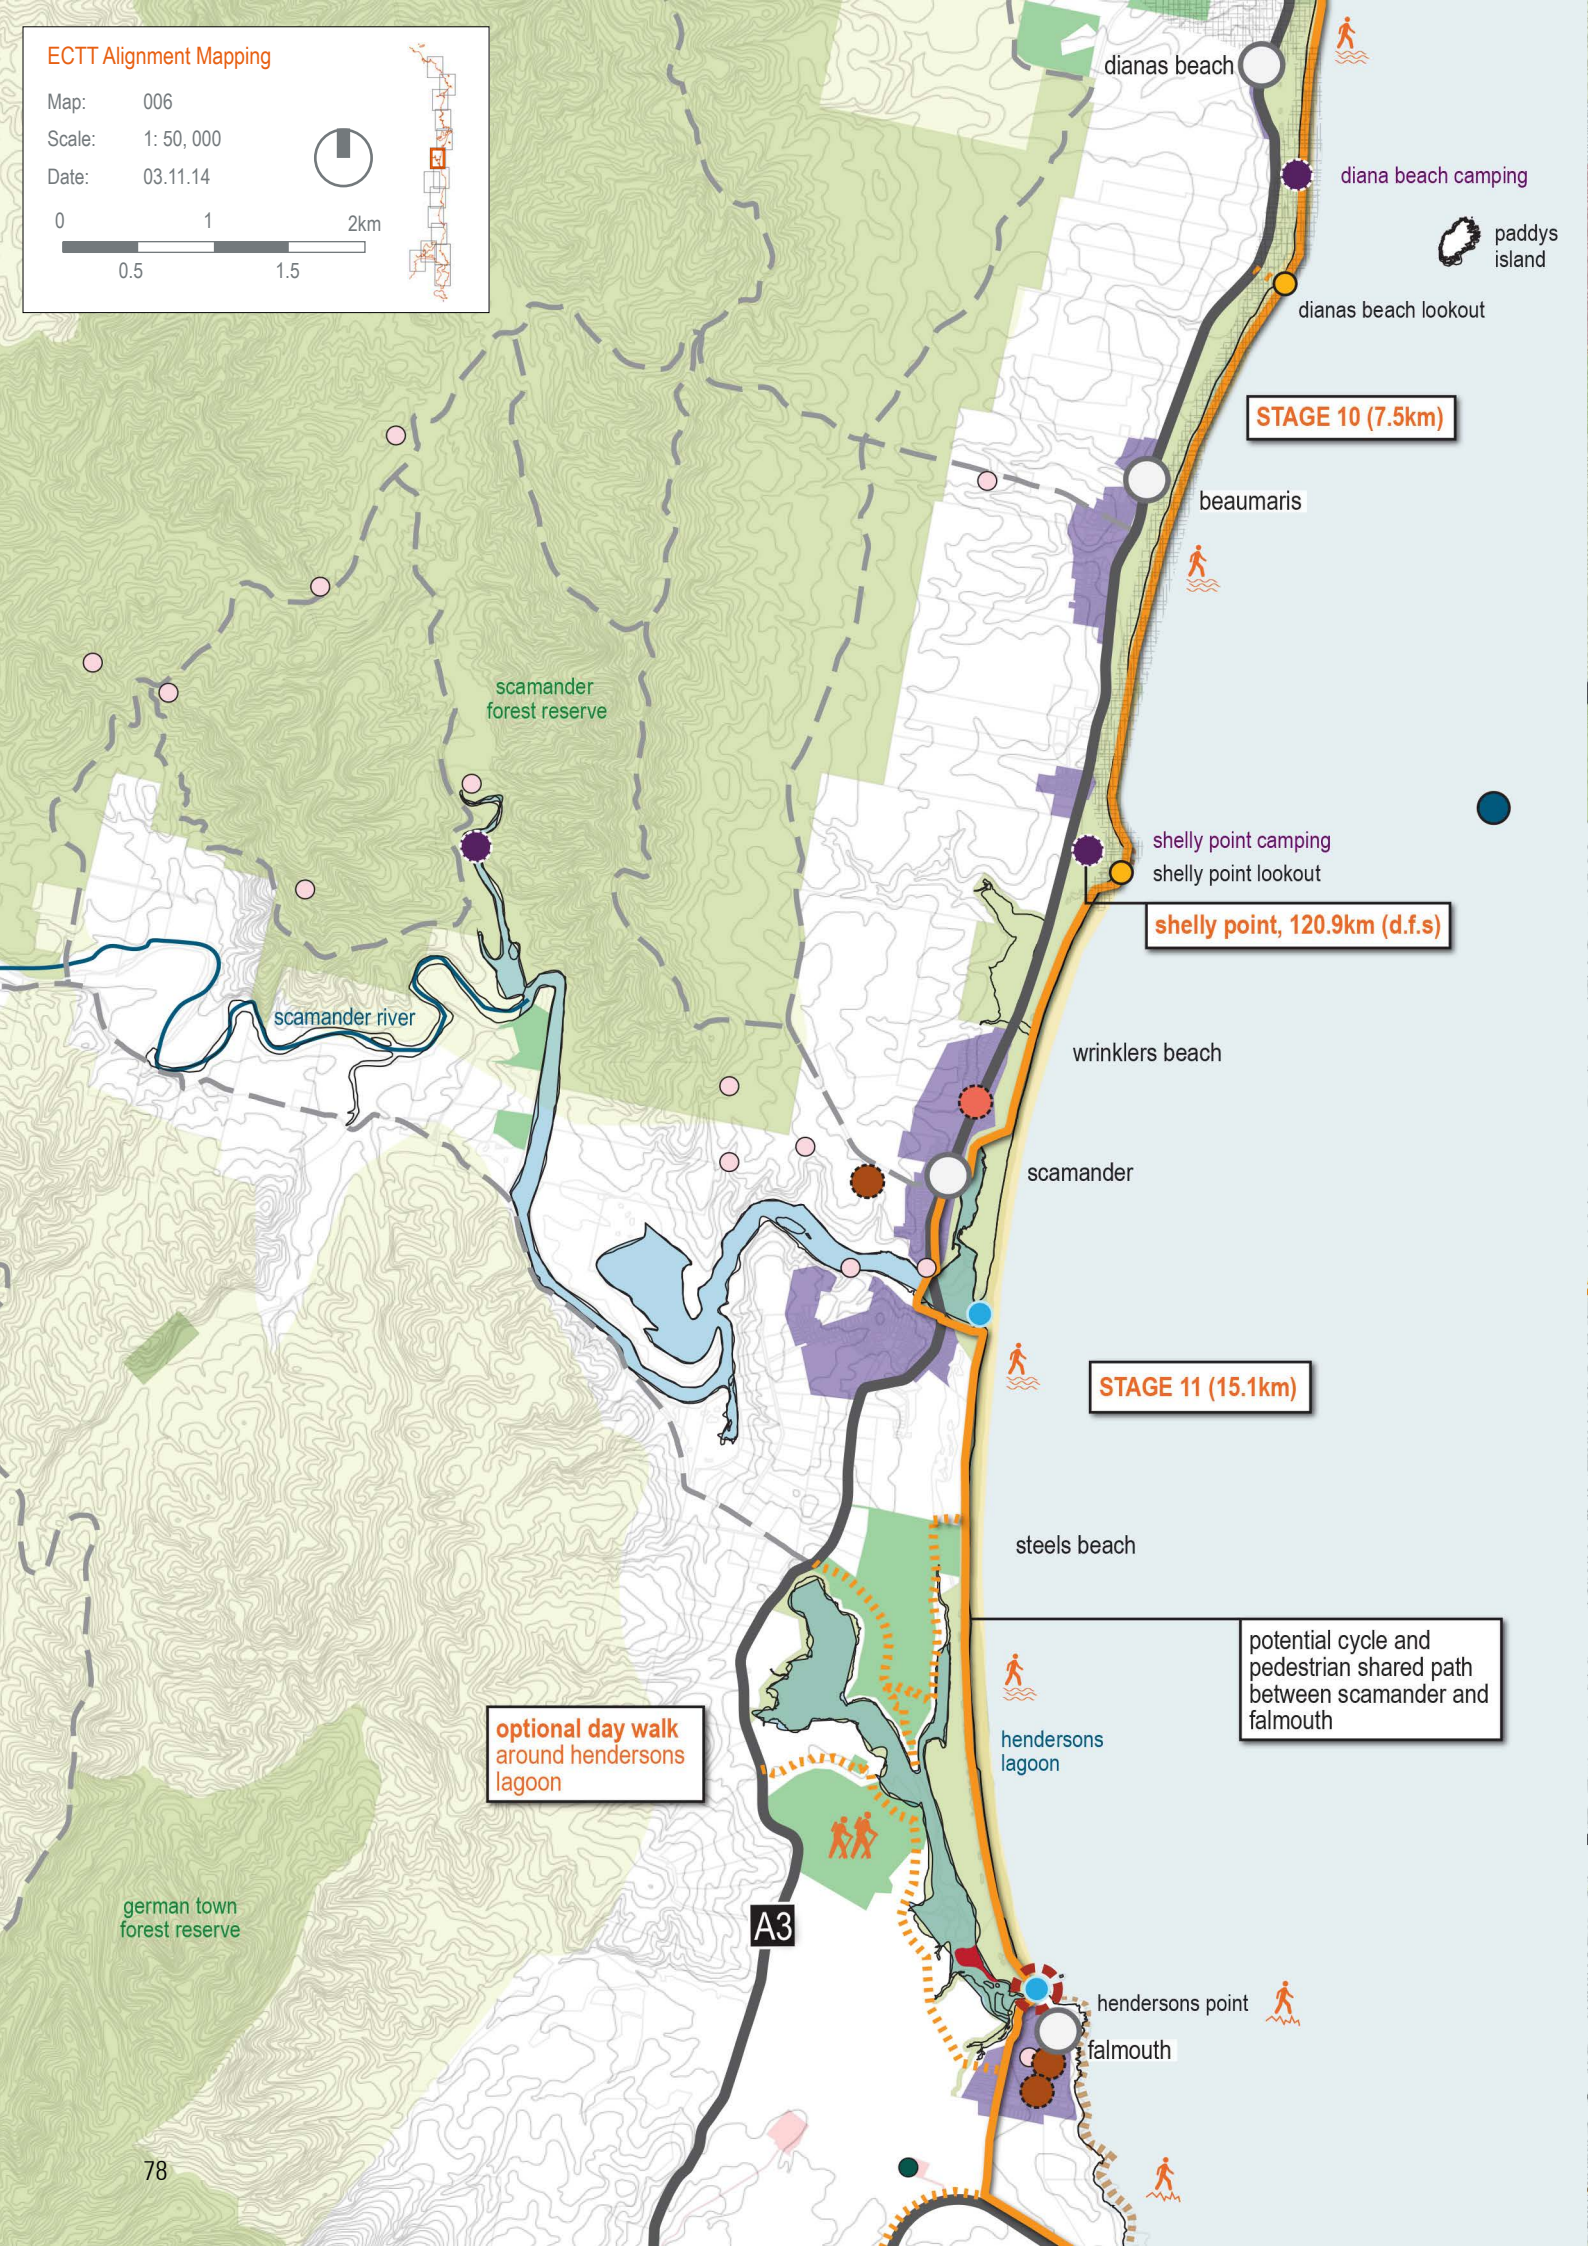 ECTT Alignment Mapping
Map: 006
Scale: 1: 50, 000
Date: 03.11.14
0 1 2km
0.5 1.5
dianas beach
diana beach camping
paddys
island
dianas beach lookout
STAGE 10 (7.5km)
beaumaris
scamander
forest reserve
shelly point camping
shelly point lookout
shelly point, 120.9km (d.f.s)
scamander river
wrinklers beach
scamander
STAGE 11 (15.1km)
steels beach
potential cycle and
pedestrian shared path
between scamander and
falmouth
optional day walk
around hendersons
lagoon
hendersons
lagoon
german town
forest reserve
A3
hendersons point
falmouth
78